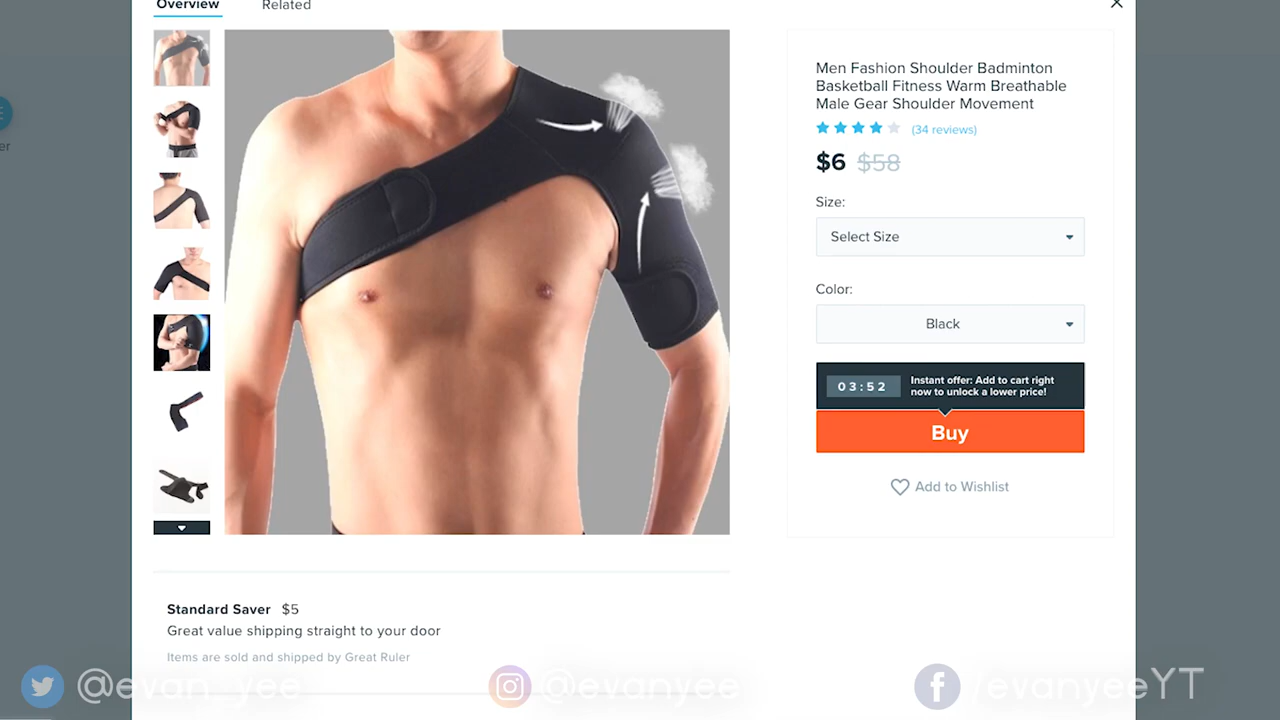 Overview
Related
Men Fashion Shoulder Badminton
Basketball Fitness Warm Breathable
Male Gear Shoulder Movement
(34 reviews)
$6 $58
Size:
Select Size
Color:
Black
03:52
Instant offer: Add to cart right
now to unlock a lower price!
Buy
Add to Wishlist
Standard Saver $5
Great value shipping straight to your door
Items are sold and shipped by Great Ruler
@evan_yee
@evanyee
/evanyeeYT